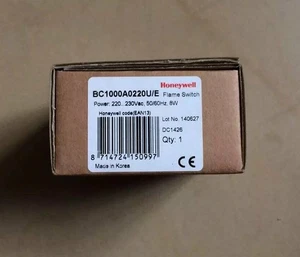 Honeywell
BC1000A0220U/E Flame Switch
Power: 220...230Vac, 50/60Hz, 8W
Honeywell code(EAN13)
Lot No. 140627
DC1426
Qty: 1
8 714724 150997
Made in Korea
CE